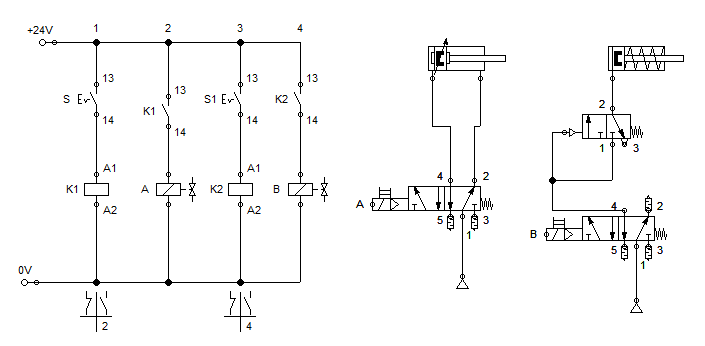 +24V 1 2 3 4
13 13 13 13
S K1 S1 K2
14 14 14 14
A1 A1
K1 A K2 B
A2 A2
0V
2 4
4 2
A
5 1 3
2
1 3
4 2
B
5 1 3